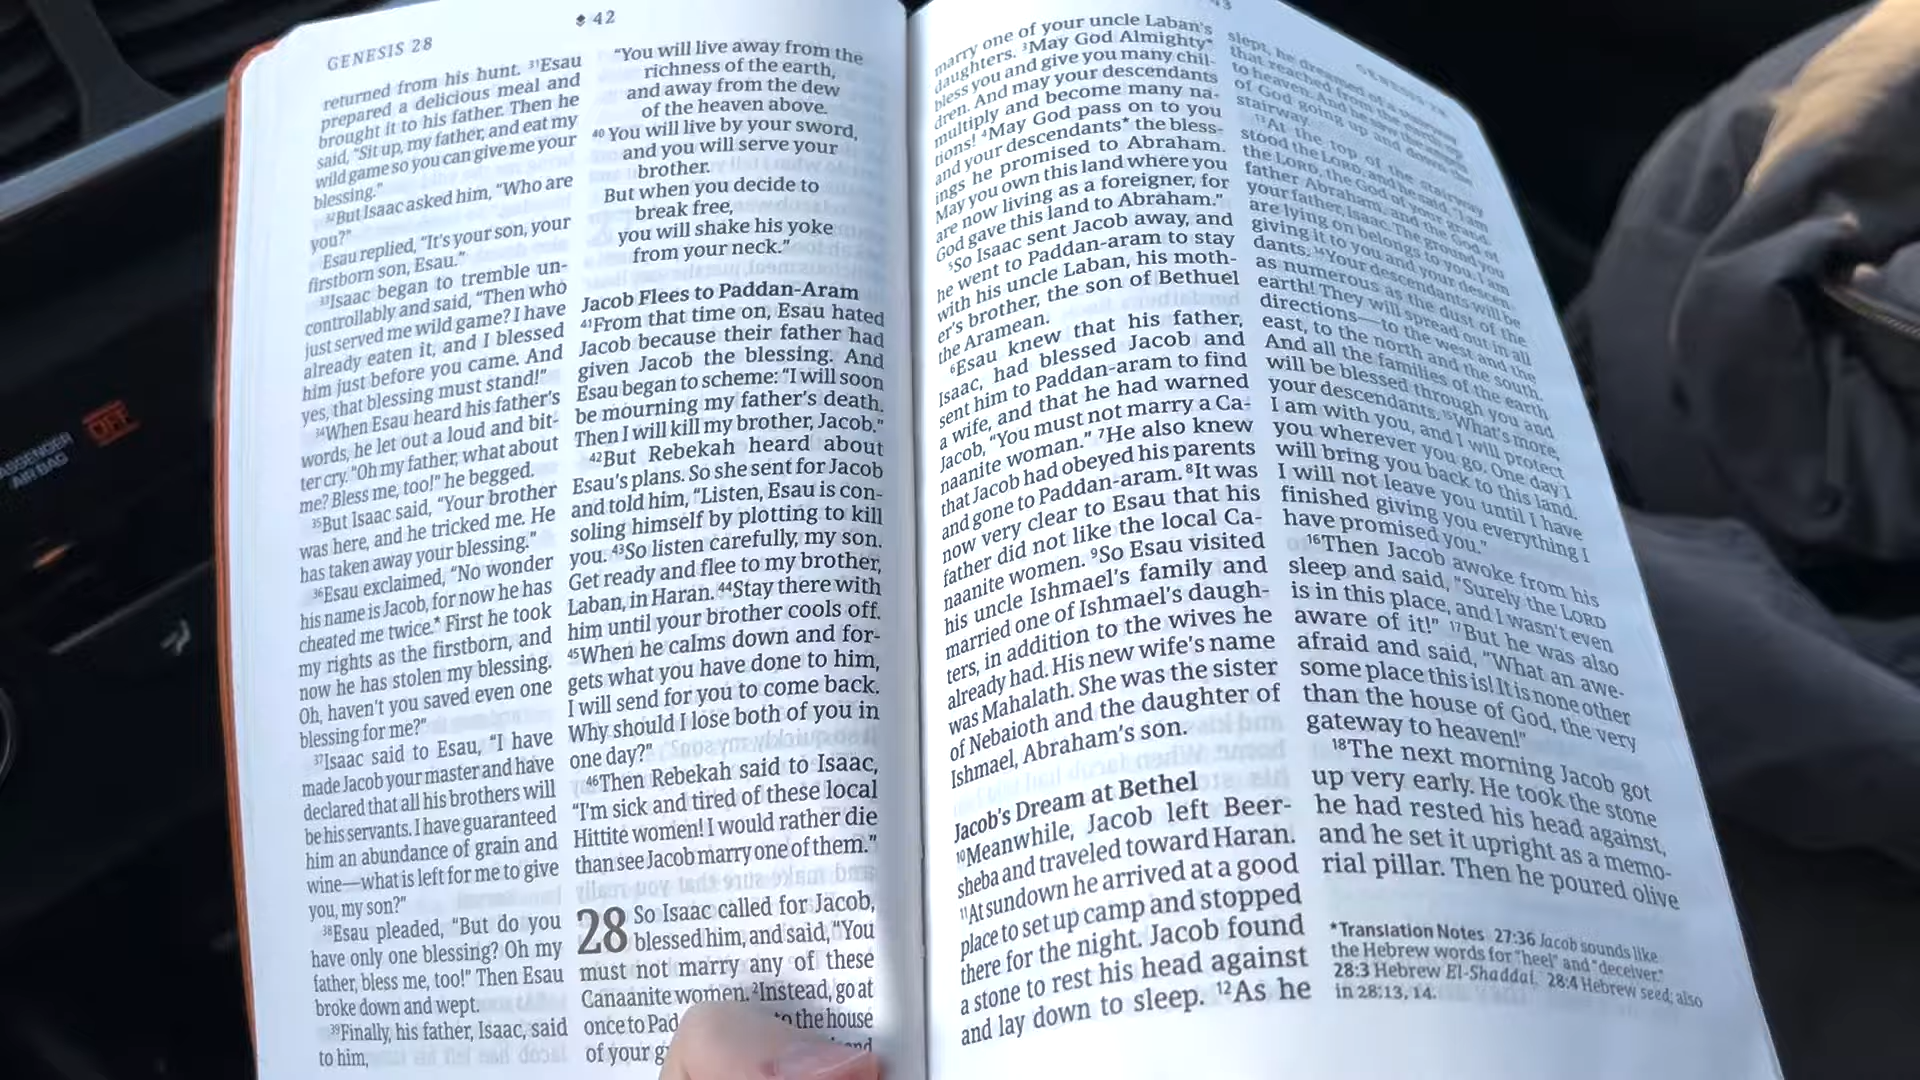 GENESIS 28
42
returned from his hunt. 31Esau
prepared a delicious meal and
brought it to his father. Then he
said, “Sit up, my father, and eat my
wild game so you can give me your
blessing.”
32But Isaac asked him, “Who are
you?”
Esau replied, “It’s your son, your
firstborn son, Esau.”
33Isaac began to tremble un-
controllably and said, “Then who
just served me wild game? I have
already eaten it, and I blessed
him just before you came. And
yes, that blessing must stand!”
34When Esau heard his father’s
words, he let out a loud and bit-
ter cry. “Oh my father, what about
me? Bless me, too!” he begged.
35But Isaac said, “Your brother
was here, and he tricked me. He
has taken away your blessing.”
36Esau exclaimed, “No wonder
his name is Jacob, for now he has
cheated me twice.* First he took
my rights as the firstborn, and
now he has stolen my blessing.
Oh, haven’t you saved even one
blessing for me?”
37Isaac said to Esau, “I have
made Jacob your master and have
declared that all his brothers will
be his servants. I have guaranteed
him an abundance of grain and
wine—what is left for me to give
you, my son?”
38Esau pleaded, “But do you
have only one blessing? Oh my
father, bless me, too!” Then Esau
broke down and wept.
39Finally, his father, Isaac, said
to him,
“You will live away from the
richness of the earth,
and away from the dew
of the heaven above.
40You will live by your sword,
and you will serve your
brother.
But when you decide to
break free,
you will shake his yoke
from your neck.”
Jacob Flees to Paddan-Aram
41From that time on, Esau hated
Jacob because their father had
given Jacob the blessing. And
Esau began to scheme: “I will soon
be mourning my father’s death.
Then I will kill my brother, Jacob.”
42But Rebekah heard about
Esau’s plans. So she sent for Jacob
and told him, “Listen, Esau is con-
soling himself by plotting to kill
you. 43So listen carefully, my son.
Get ready and flee to my brother,
Laban, in Haran. 44Stay there with
him until your brother cools off.
45When he calms down and for-
gets what you have done to him,
I will send for you to come back.
Why should I lose both of you in
one day?”
46Then Rebekah said to Isaac,
“I’m sick and tired of these local
Hittite women! I would rather die
than see Jacob marry one of them.”
28 So Isaac called for Jacob,
blessed him, and said, “You
must not marry any of these
Canaanite women. 2Instead, go at
once to Pad to the house
of your and
marry one of your uncle Laban’s
daughters. 3May God Almighty*
bless you and give you many chil-
dren. And may your descendants
multiply and become many na-
tions! 4May God pass on to you
and your descendants* the bless-
ings he promised to Abraham.
May you own this land where you
are now living as a foreigner, for
God gave this land to Abraham.”
5So Isaac sent Jacob away, and
he went to Paddan-aram to stay
with his uncle Laban, his moth-
er’s brother, the son of Bethuel
the Aramean.
6Esau knew that his father,
Isaac, had blessed Jacob and
sent him to Paddan-aram to find
a wife, and that he had warned
Jacob, “You must not marry a Ca-
naanite woman.” 7He also knew
that Jacob had obeyed his parents
and gone to Paddan-aram. 8It was
now very clear to Esau that his
father did not like the local Ca-
naanite women. 9So Esau visited
his uncle Ishmael’s family and
married one of Ishmael’s daugh-
ters, in addition to the wives he
already had. His new wife’s name
was Mahalath. She was the sister
of Nebaioth and the daughter of
Ishmael, Abraham’s son.
Jacob’s Dream at Bethel
10Meanwhile, Jacob left Beer-
sheba and traveled toward Haran.
11At sundown he arrived at a good
place to set up camp and stopped
there for the night. Jacob found
a stone to rest his head against
and lay down to sleep. 12As he
GENESIS 28
slept, he dreamed of a stairway
that reached from the earth up
to heaven. And he saw the angels
of God going up and down the
stairway.
13At the top of the stairway
stood the LORD, and he said, “I am
the LORD, the God of your grand-
father Abraham, and the God of
your father, Isaac. The ground you
are lying on belongs to you. I am
giving it to you and your descen-
dants. 14Your descendants will be
as numerous as the dust of the
earth! They will spread out in all
directions—to the west and the
east, to the north and the south.
And all the families of the earth
will be blessed through you and
your descendants. 15What’s more,
I am with you, and I will protect
you wherever you go. One day I
will bring you back to this land.
I will not leave you until I have
finished giving you everything I
have promised you.”
16Then Jacob awoke from his
sleep and said, “Surely the LORD
is in this place, and I wasn’t even
aware of it!” 17But he was also
afraid and said, “What an awe-
some place this is! It is none other
than the house of God, the very
gateway to heaven!”
18The next morning Jacob got
up very early. He took the stone
he had rested his head against,
and he set it upright as a memo-
rial pillar. Then he poured olive
*Translation Notes 27:36 Jacob sounds like
the Hebrew words for “heel” and “deceiver.”
28:3 Hebrew El-Shaddai. 28:4 Hebrew seed; also
in 28:13, 14.
PASSENGER
AIR BAG
OFF